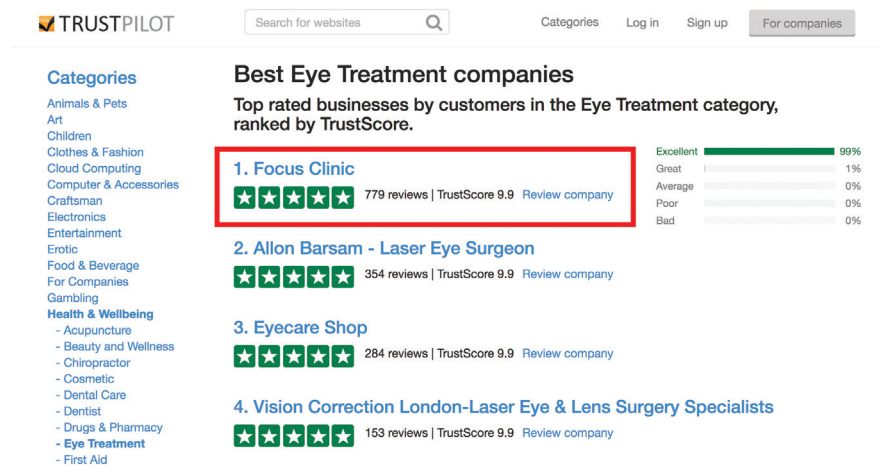 TRUSTPILOT
Search for websites
Categories
Log in
Sign up
For companies
Categories
Animals & Pets
Art
Children
Clothes & Fashion
Cloud Computing
Computer & Accessories
Craftsman
Electronics
Entertainment
Erotic
Food & Beverage
For Companies
Gambling
Health & Wellbeing
- Acupuncture
- Beauty and Wellness
- Chiropractor
- Cosmetic
- Dental Care
- Dentist
- Drugs & Pharmacy
- Eye Treatment
- First Aid
Best Eye Treatment companies
Top rated businesses by customers in the Eye Treatment category,
ranked by TrustScore.
1. Focus Clinic
779 reviews | TrustScore 9.9 Review company
Excellent 99%
Great 1%
Average 0%
Poor 0%
Bad 0%
2. Allon Barsam - Laser Eye Surgeon
354 reviews | TrustScore 9.9 Review company
3. Eyecare Shop
284 reviews | TrustScore 9.9 Review company
4. Vision Correction London-Laser Eye & Lens Surgery Specialists
153 reviews | TrustScore 9.9 Review company